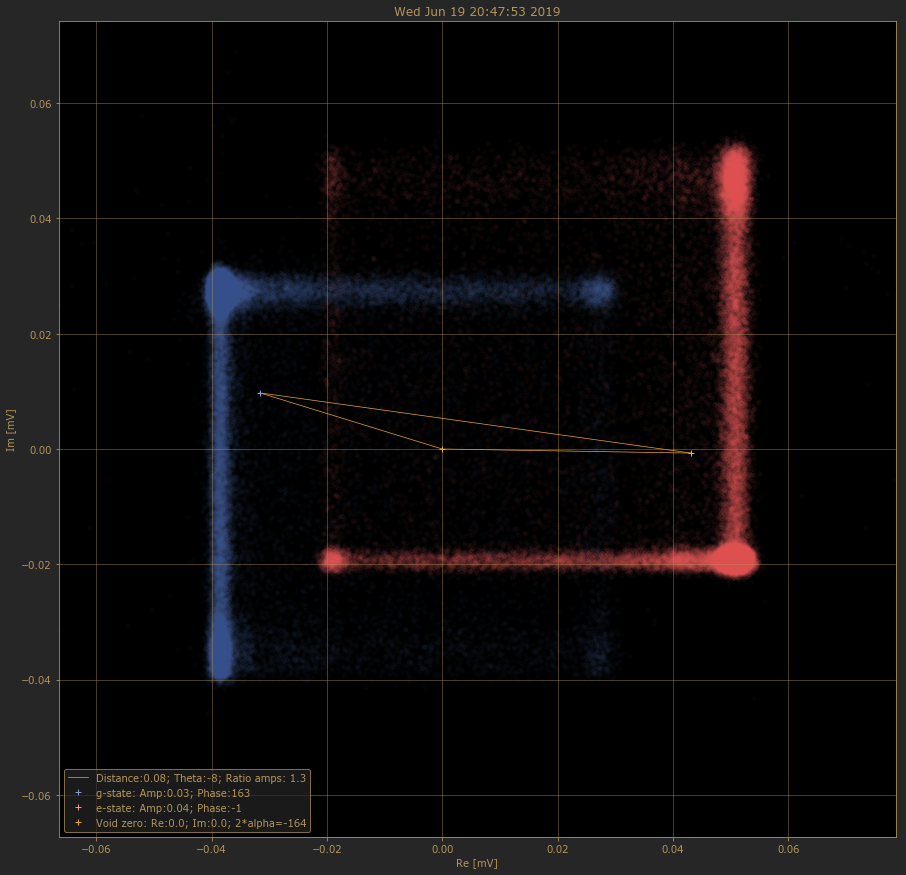 Wed Jun 19 20:47:53 2019
0.06
0.04
0.02
0.00
−0.02
−0.04
−0.06
Im [mV]
Distance:0.08; Theta:-8; Ratio amps: 1.3
g-state: Amp:0.03; Phase:163
e-state: Amp:0.04; Phase:-1
Void zero: Re:0.0; Im:0.0; 2*alpha=-164
−0.06 −0.04 −0.02 0.00 0.02 0.04 0.06
Re [mV]